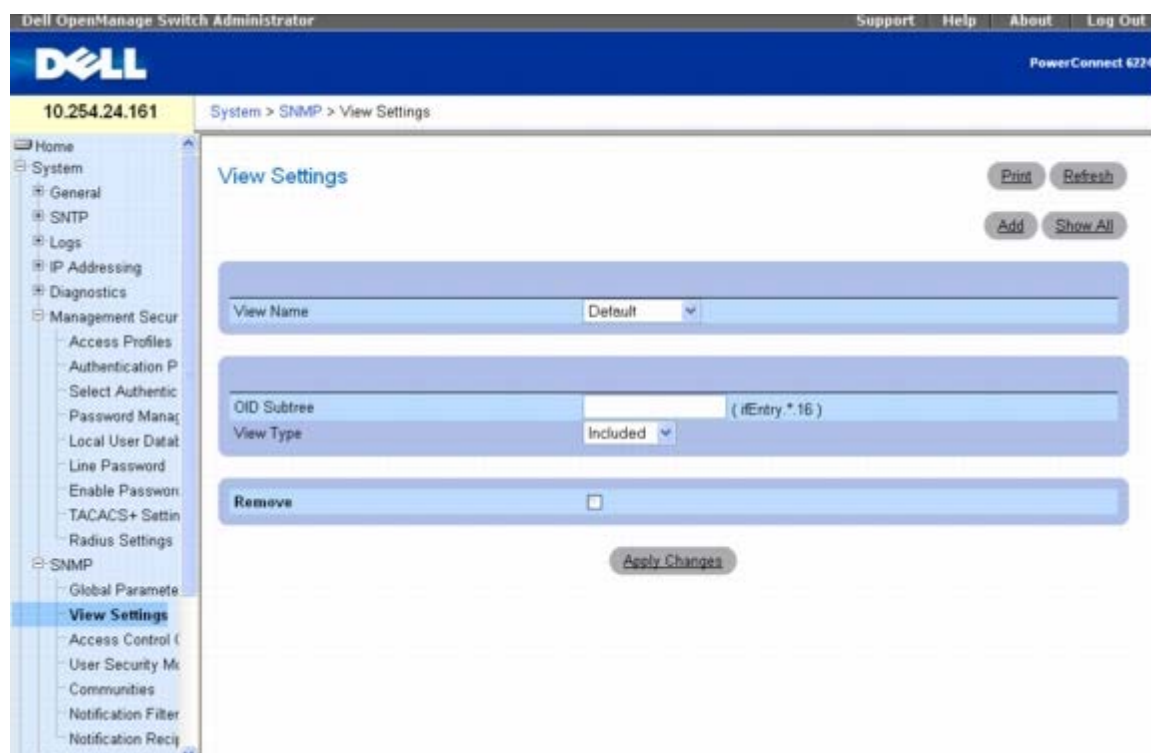 Dell OpenManage Switch Administrator
Support Help About Log Out
DELL
PowerConnect 6224
10.254.24.161
System > SNMP > View Settings
Home
System
General
SNTP
Logs
IP Addressing
Diagnostics
Management Secur
Access Profiles
Authentication P
Select Authentic
Password Manag
Local User Datab
Line Password
Enable Passwor
TACACS+ Settin
Radius Settings
SNMP
Global Paramete
View Settings
Access Control G
User Security Mo
Communities
Notification Filter
Notification Recip
View Settings
Print Refresh
Add Show All
View Name Default
OID Subtree ( ifEntry.*.16 )
View Type Included
Remove
Apply Changes